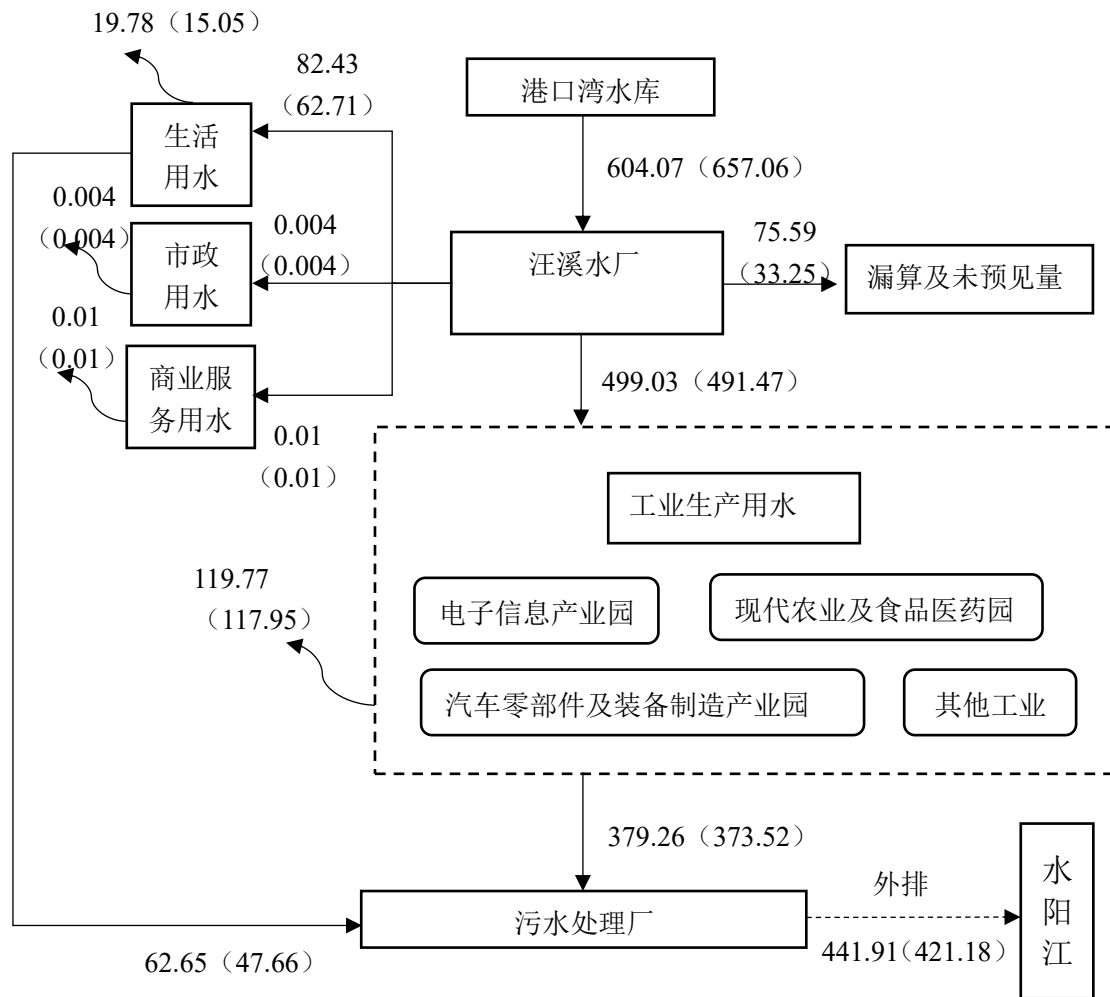 19.78（15.05）
82.43
（62.71）
港口湾水库
生活
用水
604.07（657.06）
0.004
（0.004）
市政
用水
0.004
（0.004）
汪溪水厂
75.59
（33.25）
漏算及未预见量
0.01
（0.01）
商业服
务用水
0.01
（0.01）
499.03（491.47）
工业生产用水
119.77
（117.95）
电子信息产业园
现代农业及食品医药园
汽车零部件及装备制造产业园
其他工业
379.26（373.52）
污水处理厂
外排
水
阳
江
62.65（47.66）
441.91(421.18）